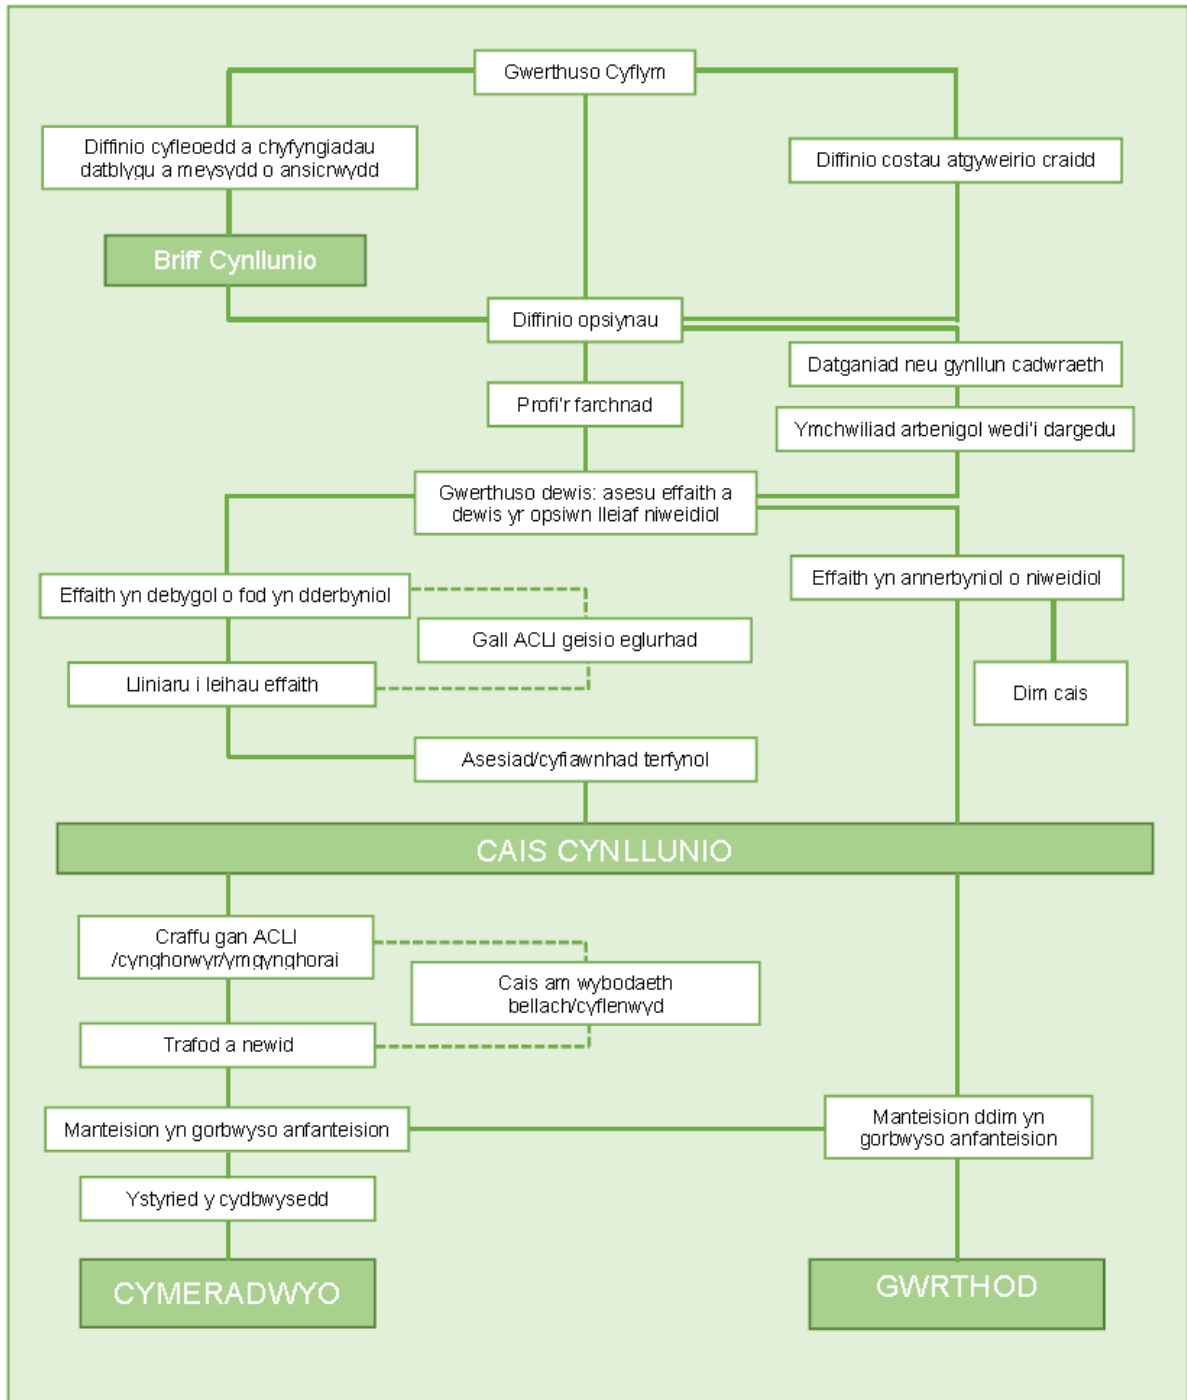 Gwerthuso Cyflym
Diffinio cyfleoedd a chyfyngiadau
datblygu a meysydd o ansicrwydd
Diffinio costau atgyweirio craidd
Briff Cynllunio
Diffinio opsiynau
Datganiad neu gynllun cadwraeth
Profi'r farchnad
Ymchwiliad arbenigol wedi'i dargedu
Gwerthuso dewis: asesu effaith a
dewis yr opsiwn lleiaf niweidiol
Effaith yn debygol o fod yn dderbyniol
Effaith yn annerbyniol o niweidiol
Gall ACLl geisio eglurhad
Lliniaru i leihau effaith
Dim cais
Asesiad/cyfiawnhad terfynol
CAIS CYNLLUNIO
Craffu gan ACLl
/cynghorwyr/ymgynghorai
Cais am wybodaeth
bellach/cyflenwyd
Trafod a newid
Manteision yn gorbwyso anfanteision
Manteision ddim yn
gorbwyso anfanteision
Ystyried y cydbwysedd
CYMERADWYO
GWRTHOD